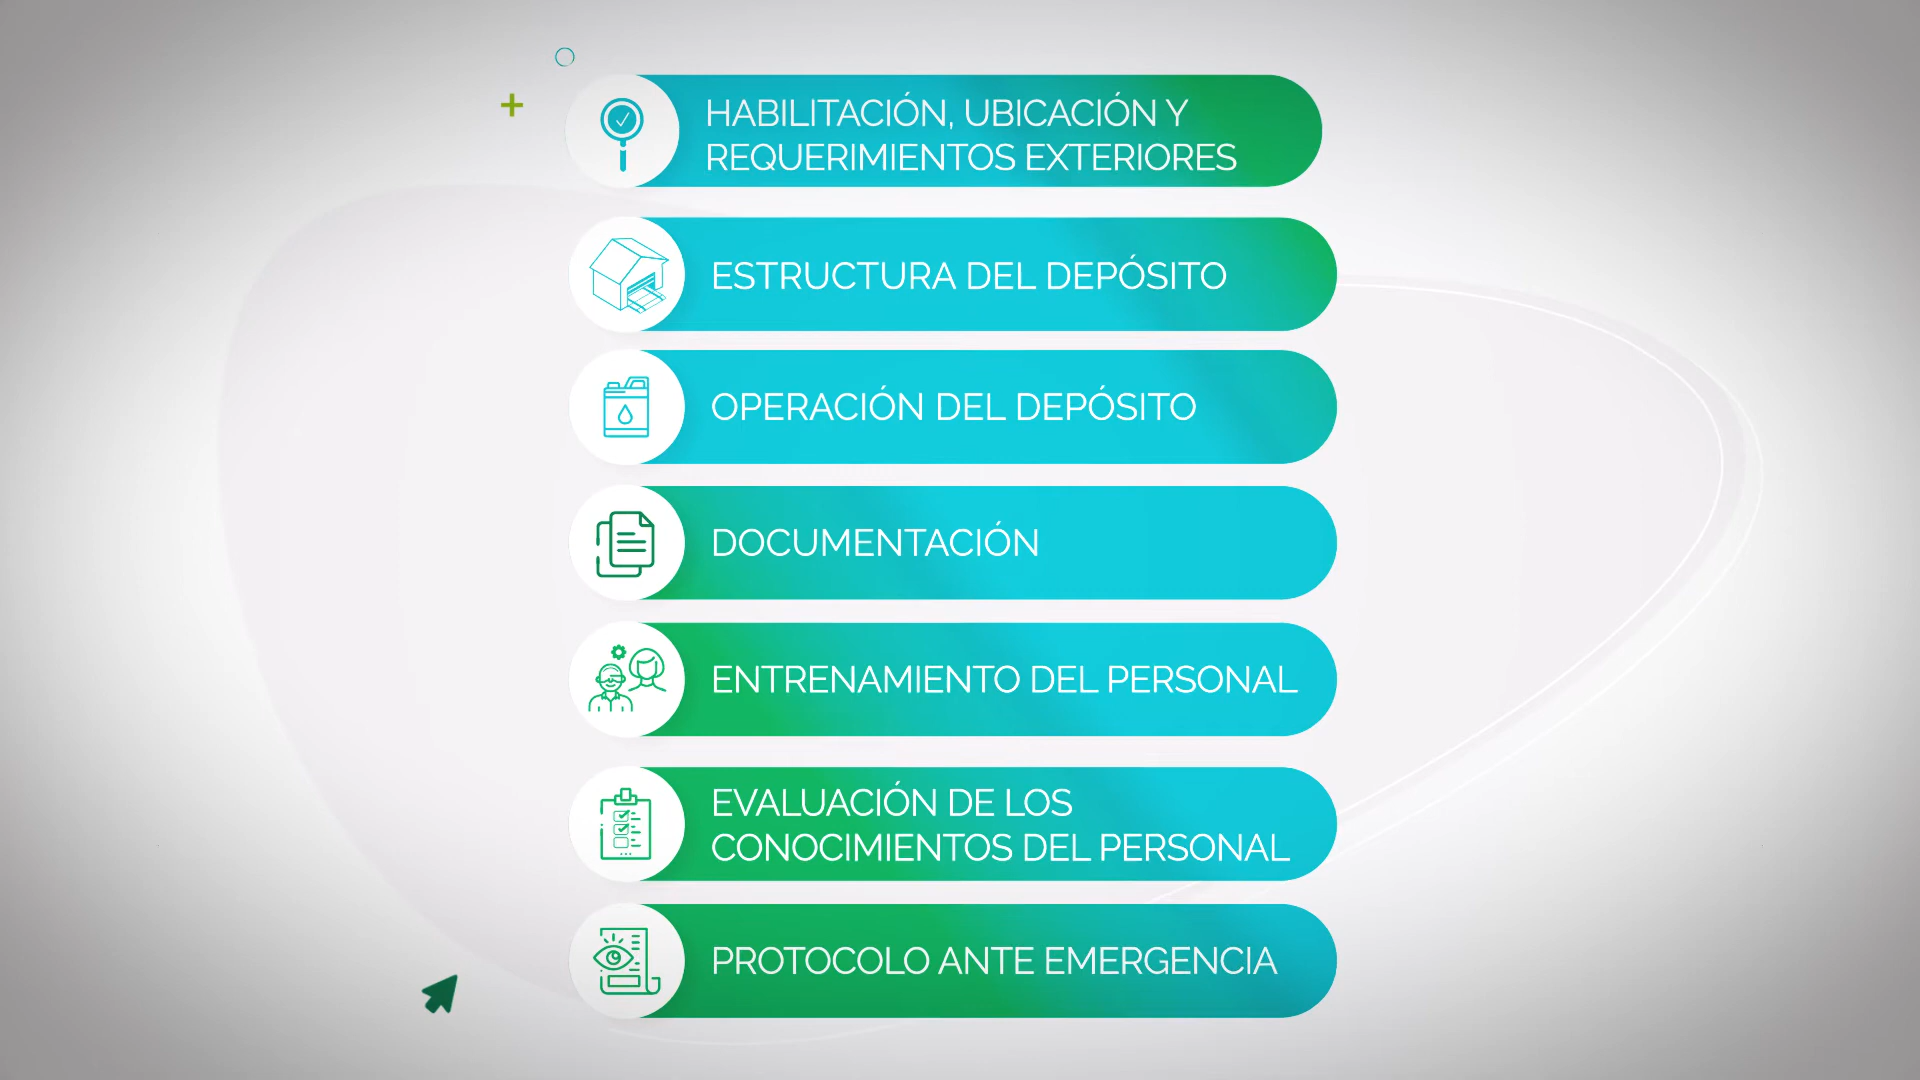 HABILITACIÓN, UBICACIÓN Y
REQUERIMIENTOS EXTERIORES
ESTRUCTURA DEL DEPÓSITO
OPERACIÓN DEL DEPÓSITO
DOCUMENTACIÓN
ENTRENAMIENTO DEL PERSONAL
EVALUACIÓN DE LOS
CONOCIMIENTOS DEL PERSONAL
PROTOCOLO ANTE EMERGENCIA